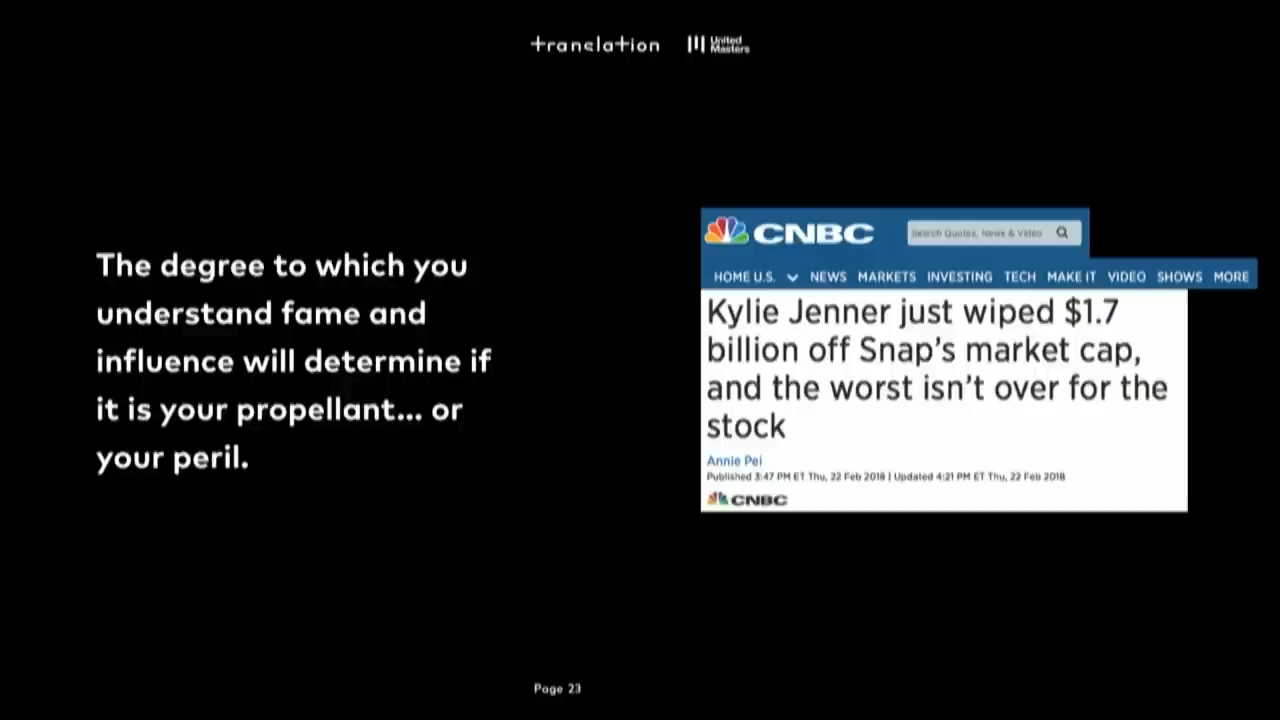 translation
United
Masters
The degree to which you
understand fame and
influence will determine if
it is your propellant... or
your peril.
CNBC
Search Quotes, News & Video
HOME U.S. NEWS MARKETS INVESTING TECH MAKE IT VIDEO SHOWS MORE
Kylie Jenner just wiped $1.7
billion off Snap's market cap,
and the worst isn't over for the
stock
Annie Pei
Published 3:47 PM ET Thu, 22 Feb 2018 | Updated 4:21 PM ET Thu, 22 Feb 2018
CNBC
Page 23